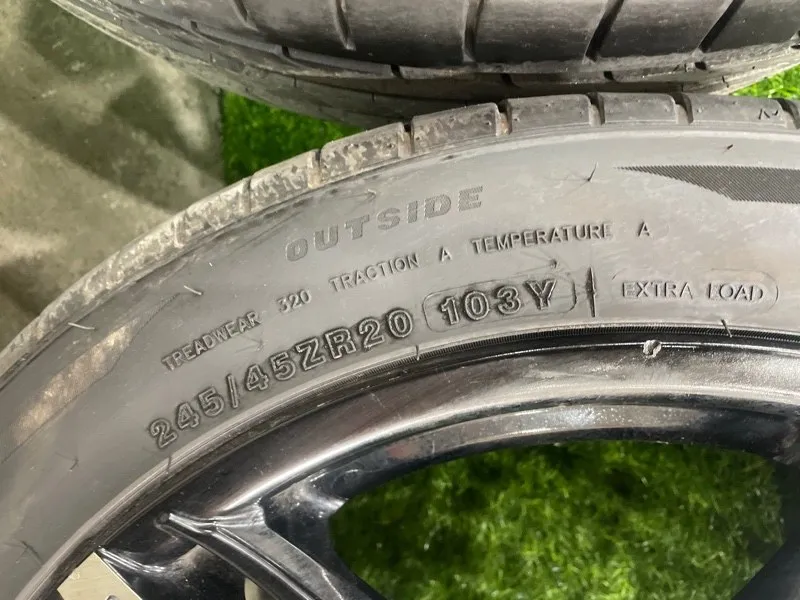 OUTSIDE
TREADWEAR 320 TRACTION A TEMPERATURE A
245/45ZR20 103Y EXTRA LOAD